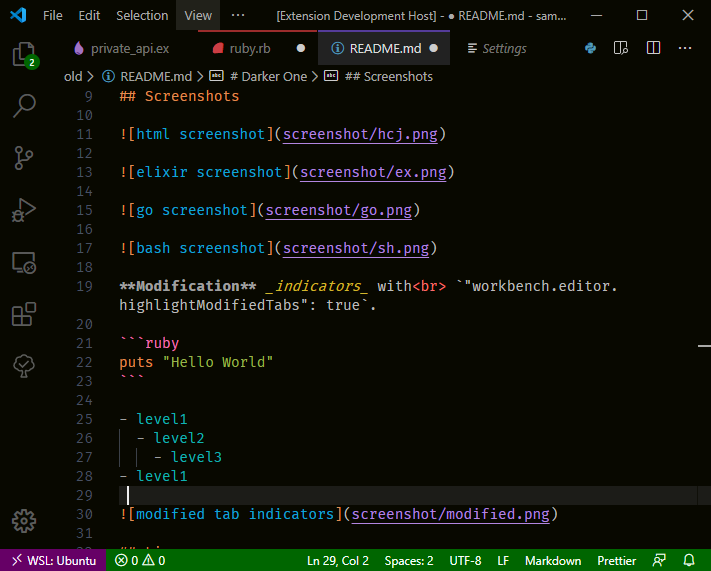 File Edit Selection View ··· [Extension Development Host] - ● README.md - sam...
private_api.ex ruby.rb ● README.md ● Settings ···
2
old > README.md > # Darker One > ## Screenshots
9 ## Screenshots
10
11 ![html screenshot](screenshot/hcj.png)
12
13 ![elixir screenshot](screenshot/ex.png)
14
15 ![go screenshot](screenshot/go.png)
16
17 ![bash screenshot](screenshot/sh.png)
18
19 **Modification** _indicators_ with<br> `"workbench.editor.
highlightModifiedTabs": true`.
20
21 ```ruby
22 puts "Hello World"
23 ```
24
25 - level1
26 - level2
27 - level3
28 - level1
29
30 ![modified tab indicators](screenshot/modified.png)
31
WSL: Ubuntu 0 0 Ln 29, Col 2 Spaces: 2 UTF-8 LF Markdown Prettier